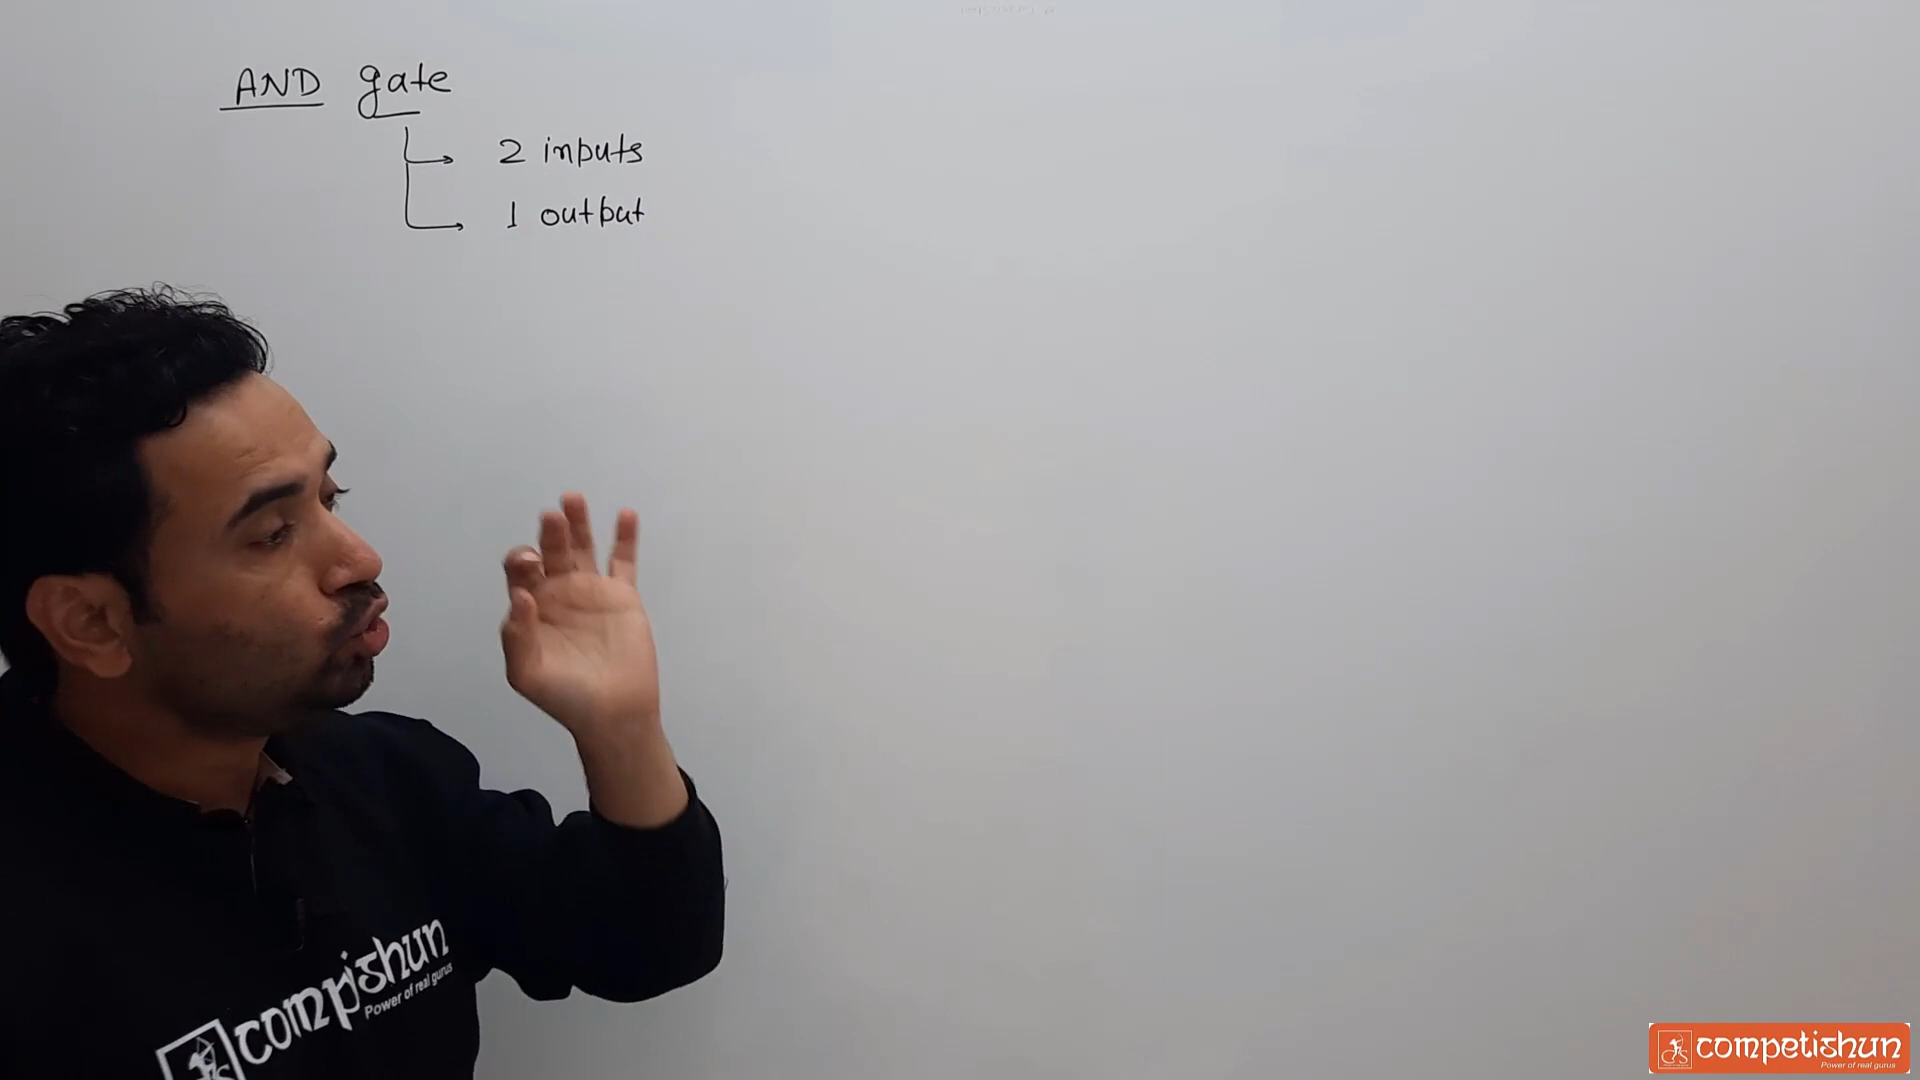 AND gate
2 inputs
1 output
competishun
Power of real gurus
competishun
Power of real gurus